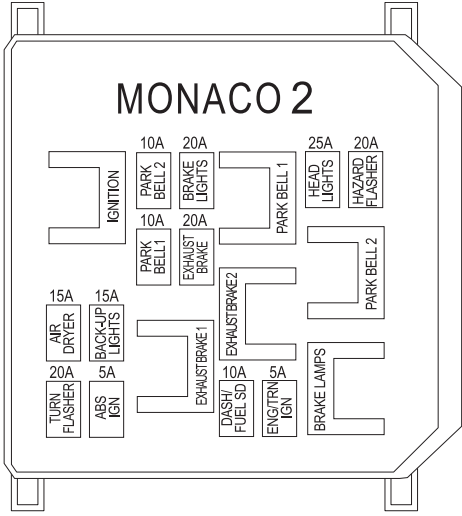 MONACO 2
10A
20A
25A
20A
IGNITION
PARK
BELL 2
BRAKE
LIGHTS
PARK BELL 1
HEAD
LIGHTS
HAZARD
FLASHER
10A
20A
PARK
BELL1
EXHAUST
BRAKE
PARK BELL 2
EXHAUSTBRAKE2
15A
15A
AIR
DRYER
BACK-UP
LIGHTS
EXHAUSTBRAKE1
BRAKE LAMPS
20A
5A
10A
5A
TURN
FLASHER
ABS
IGN
DASH/
FUEL SD
ENG/TRN
IGN